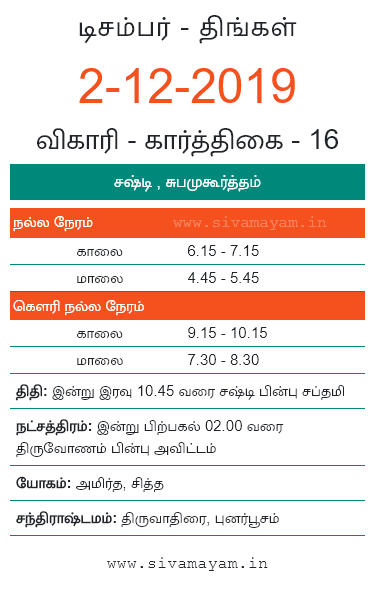 டிசம்பர் - திங்கள்
2-12-2019
விகாரி - கார்த்திகை - 16
சஷ்டி , சுபமுகூர்த்தம்
நல்ல நேரம் www.sivamayam.in
காலை 6.15 - 7.15
மாலை 4.45 - 5.45
கௌரி நல்ல நேரம்
காலை 9.15 - 10.15
மாலை 7.30 - 8.30
திதி: இன்று இரவு 10.45 வரை சஷ்டி பின்பு சப்தமி
நட்சத்திரம்: இன்று பிற்பகல் 02.00 வரை
திருவோணம் பின்பு அவிட்டம்
யோகம்: அமிர்த, சித்த
சந்திராஷ்டமம்: திருவாதிரை, புனர்பூசம்
www.sivamayam.in